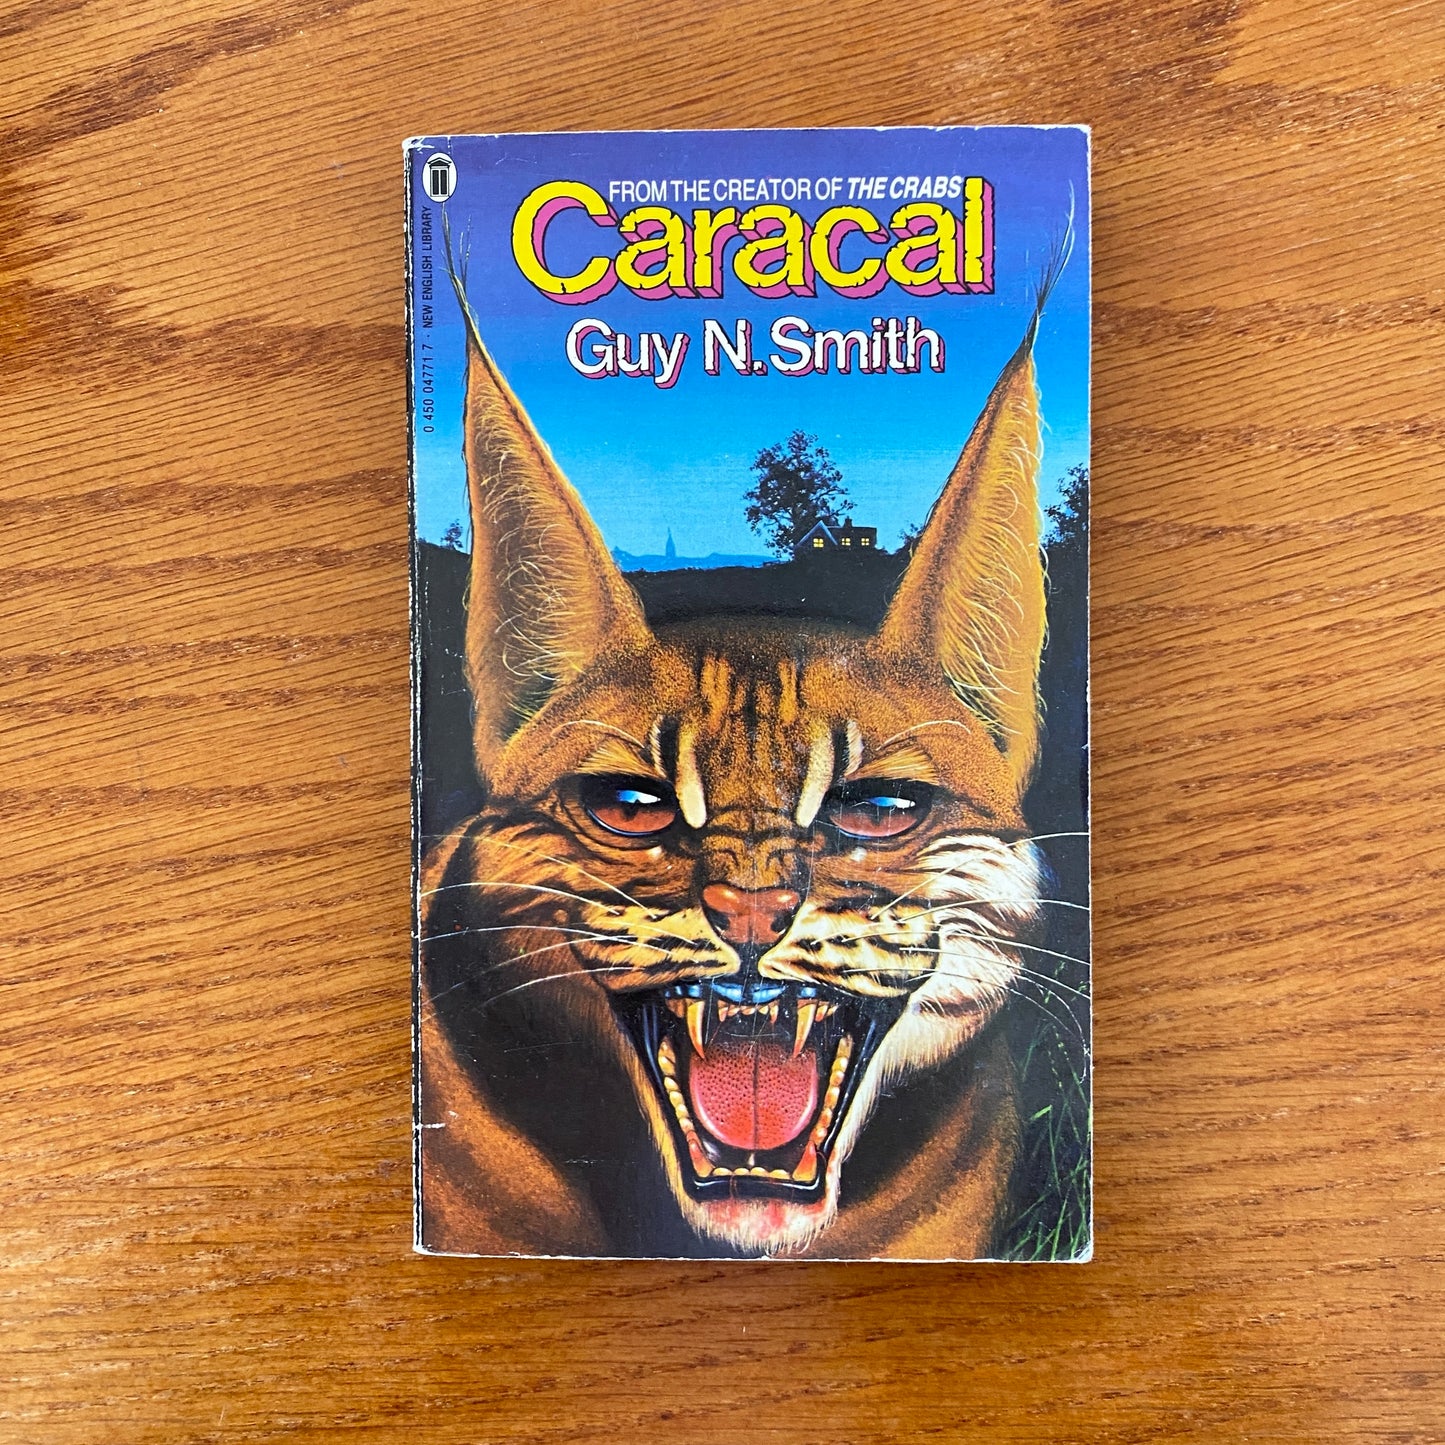 FROM THE CREATOR OF THE CRABS
Caracal
Guy N. Smith
0 450 04771 7 · NEW ENGLISH LIBRARY